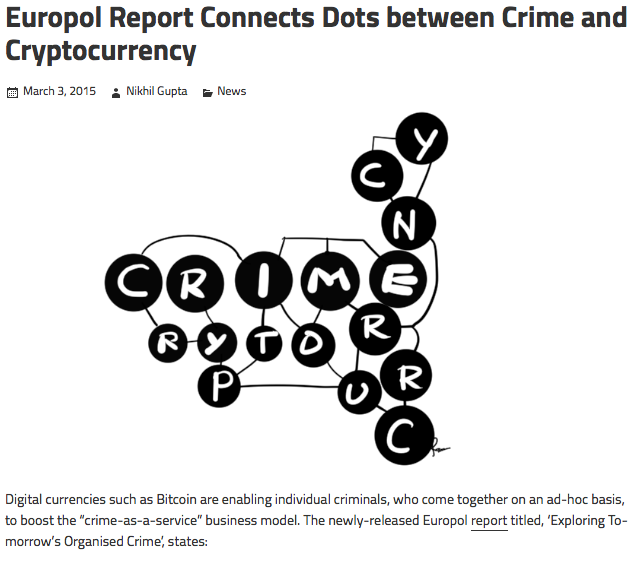 Europol Report Connects Dots between Crime and
Cryptocurrency
March 3, 2015 Nikhil Gupta News
Y
C
N
C R I M E
R Y T O R
P U R
C
Digital currencies such as Bitcoin are enabling individual criminals, who come together on an ad-hoc basis,
to boost the “crime-as-a-service” business model. The newly-released Europol report titled, ‘Exploring To-
morrow’s Organised Crime’, states: